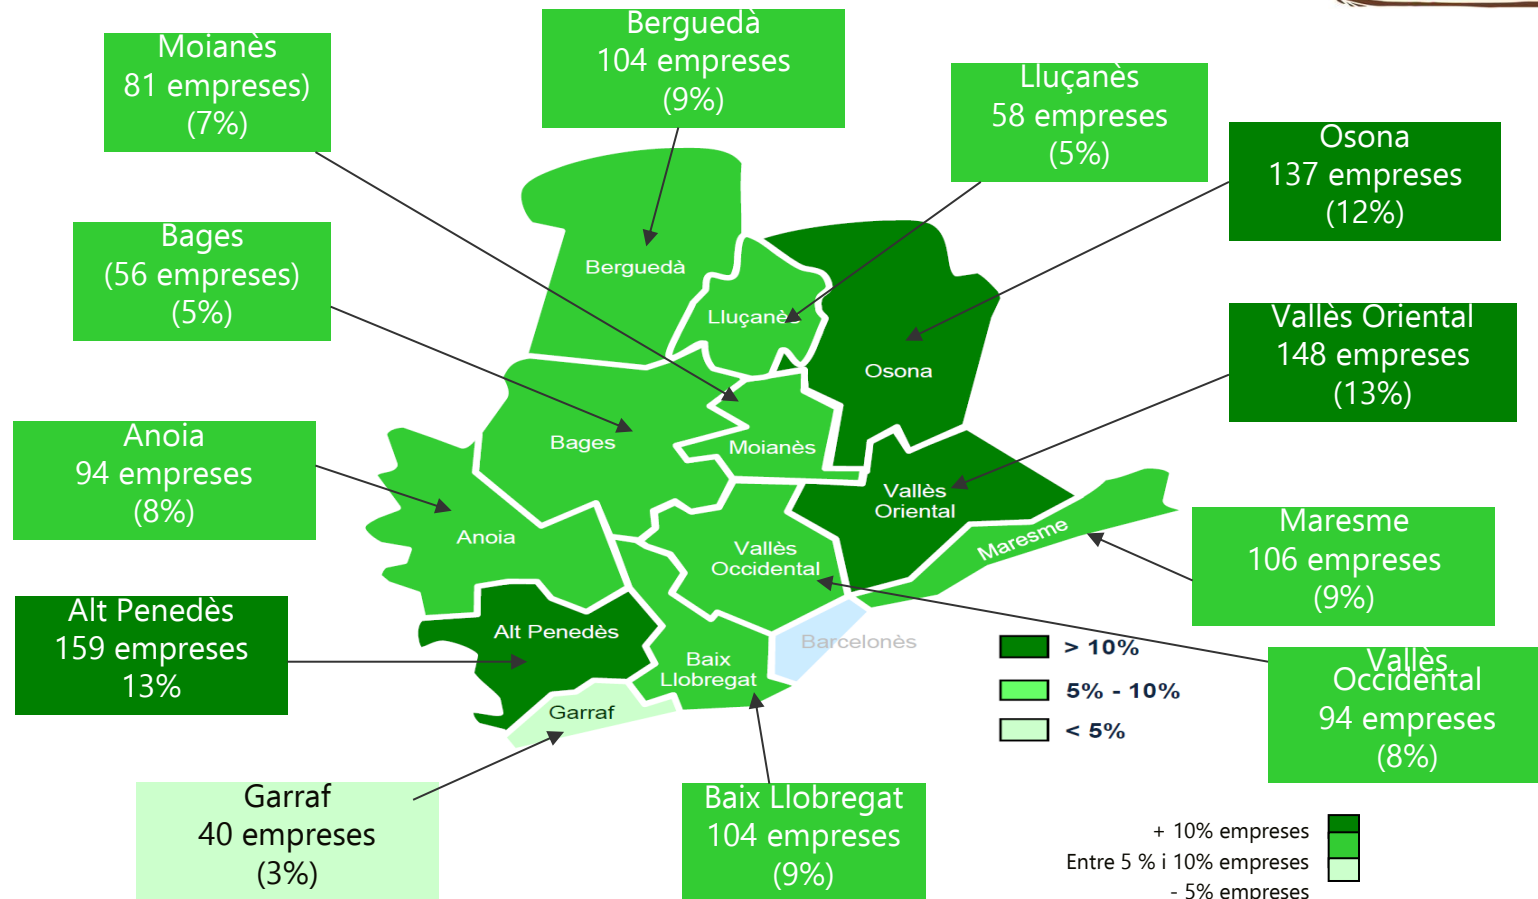 Moianès
81 empreses)
(7%)
Berguedà
104 empreses
(9%)
Lluçanès
58 empreses
(5%)
Osona
137 empreses
(12%)
Bages
(56 empreses)
(5%)
Vallès Oriental
148 empreses
(13%)
Anoia
94 empreses
(8%)
Maresme
106 empreses
(9%)
Alt Penedès
159 empreses
13%
Vallès
Occidental
94 empreses
(8%)
Garraf
40 empreses
(3%)
Baix Llobregat
104 empreses
(9%)
Berguedà
Lluçanès
Osona
Bages
Moianès
Vallès
Oriental
Anoia
Vallès
Occidental
Maresme
Alt Penedès
Baix
Llobregat
Barcelonès
Garraf
> 10%
5% - 10%
< 5%
+ 10% empreses
Entre 5 % i 10% empreses
- 5% empreses